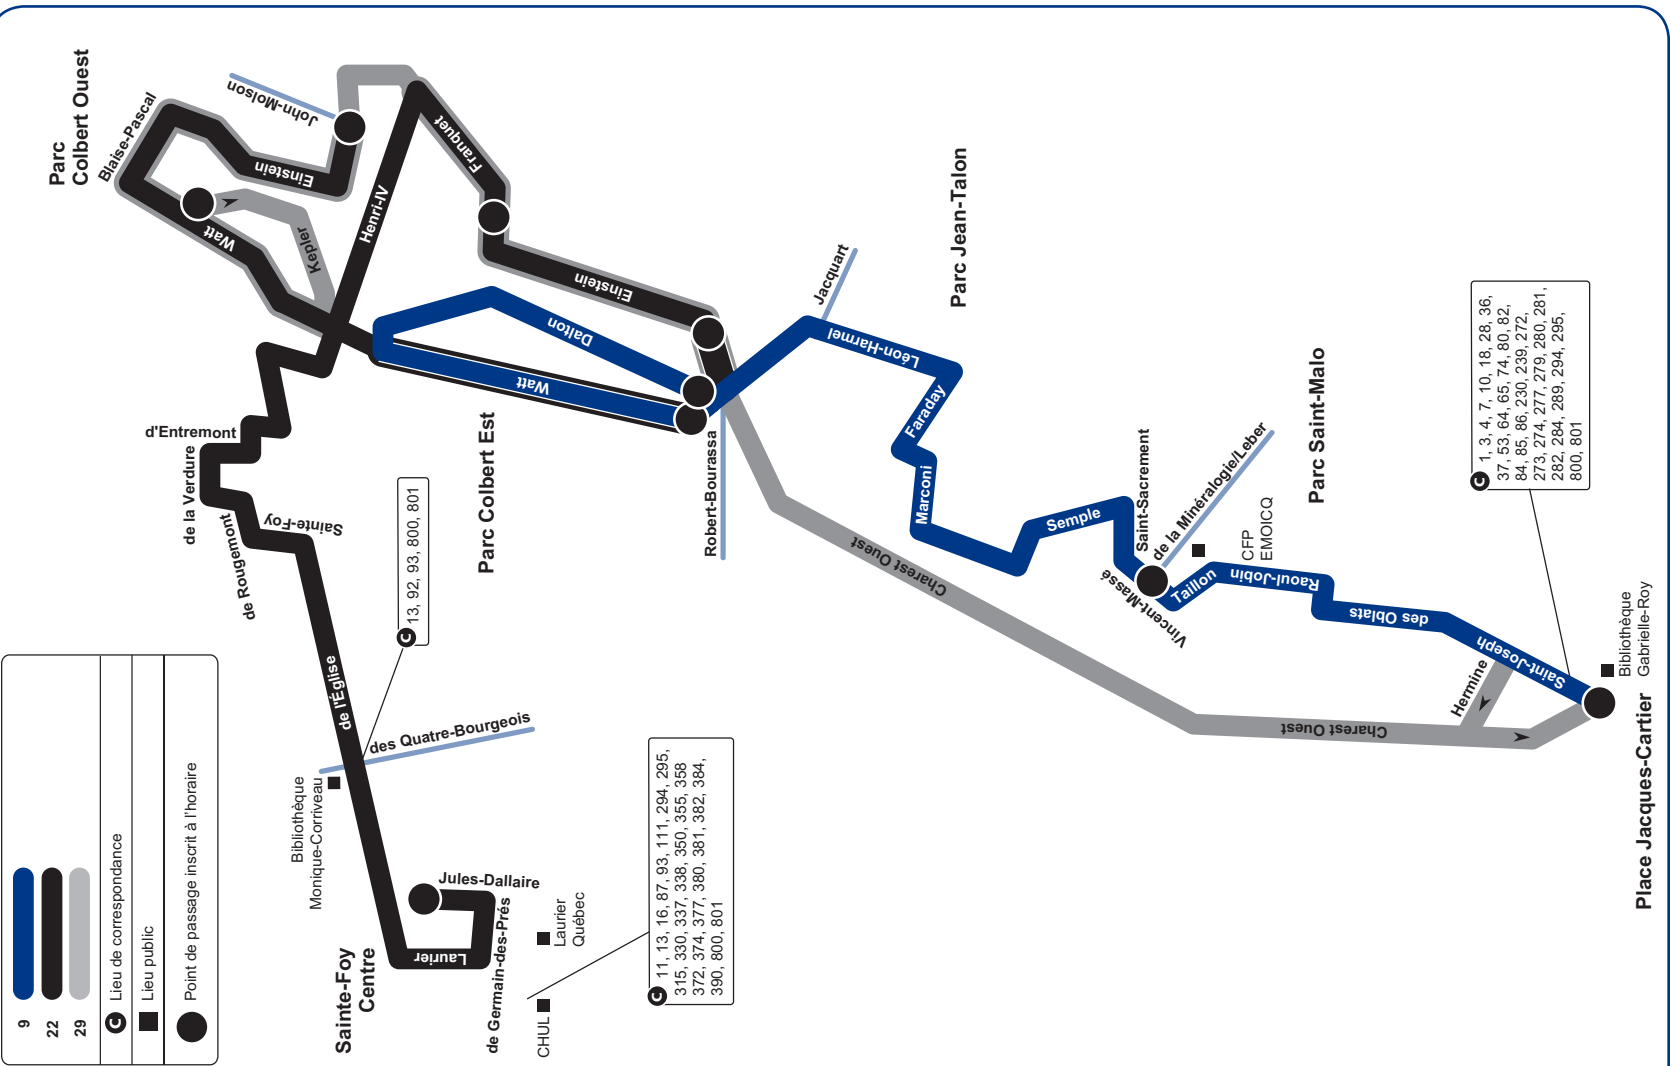 9
22
29
C Lieu de correspondance
Lieu public
Point de passage inscrit à l'horaire
Parc
Colbert Ouest
Blaise-Pascal
John-Molson
Einstein
Watt
Kepler
Henri-IV
Franquet
Einstein
Dalton
Watt
Parc Colbert Est
Robert-Bourassa
Jacquart
Léon-Harmel
Parc Jean-Talon
Faraday
Marconi
Semple
Saint-Sacrement
de la Minéralogie/Leber
Parc Saint-Malo
Vincent-Massé
CFP
EMOICQ
Taillon
Raoul-Jobin
des Oblats
Saint-Joseph
Hermine
Charest Ouest
Charest Ouest
C 1, 3, 4, 7, 10, 18, 28, 36,
37, 53, 64, 65, 74, 80, 82,
84, 85, 86, 230, 239, 272,
273, 274, 277, 279, 280, 281,
282, 284, 289, 294, 295,
800, 801
Bibliothèque
Gabrielle-Roy
Place Jacques-Cartier
d'Entremont
de la Verdure
de Rougemont
Sainte-Foy
de l'Église
C 13, 92, 93, 800, 801
des Quatre-Bourgeois
Bibliothèque
Monique-Corriveau
Jules-Dallaire
Laurier
de Germain-des-Prés
Sainte-Foy
Centre
Laurier
Québec
CHUL
C 11, 13, 16, 87, 93, 111, 294, 295,
315, 330, 337, 338, 350, 355, 358
372, 374, 377, 380, 381, 382, 384,
390, 800, 801